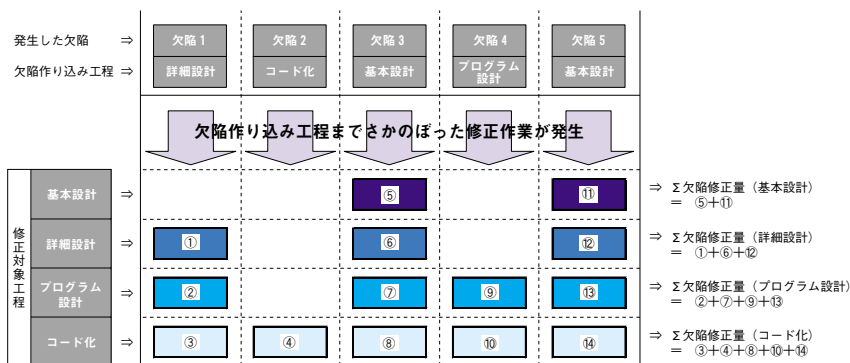 発生した欠陥 ⇒ 欠陥1 欠陥2 欠陥3 欠陥4 欠陥5
欠陥作り込み工程⇒ 詳細設計 コード化 基本設計 プログラム設計 基本設計
欠陥作り込み工程までさかのぼった修正作業が発生
修正対象工程
基本設計 ⇒ ⑤ ⑪ ⇒ Σ欠陥修正量（基本設計）
＝ ⑤＋⑪
詳細設計 ⇒ ① ⑥ ⑫ ⇒ Σ欠陥修正量（詳細設計）
＝ ①＋⑥＋⑫
プログラム設計 ⇒ ② ⑦ ⑨ ⑬ ⇒ Σ欠陥修正量（プログラム設計）
＝ ②＋⑦＋⑨＋⑬
コード化 ⇒ ③ ④ ⑧ ⑩ ⑭ ⇒ Σ欠陥修正量（コード化）
＝ ③＋④＋⑧＋⑩＋⑭